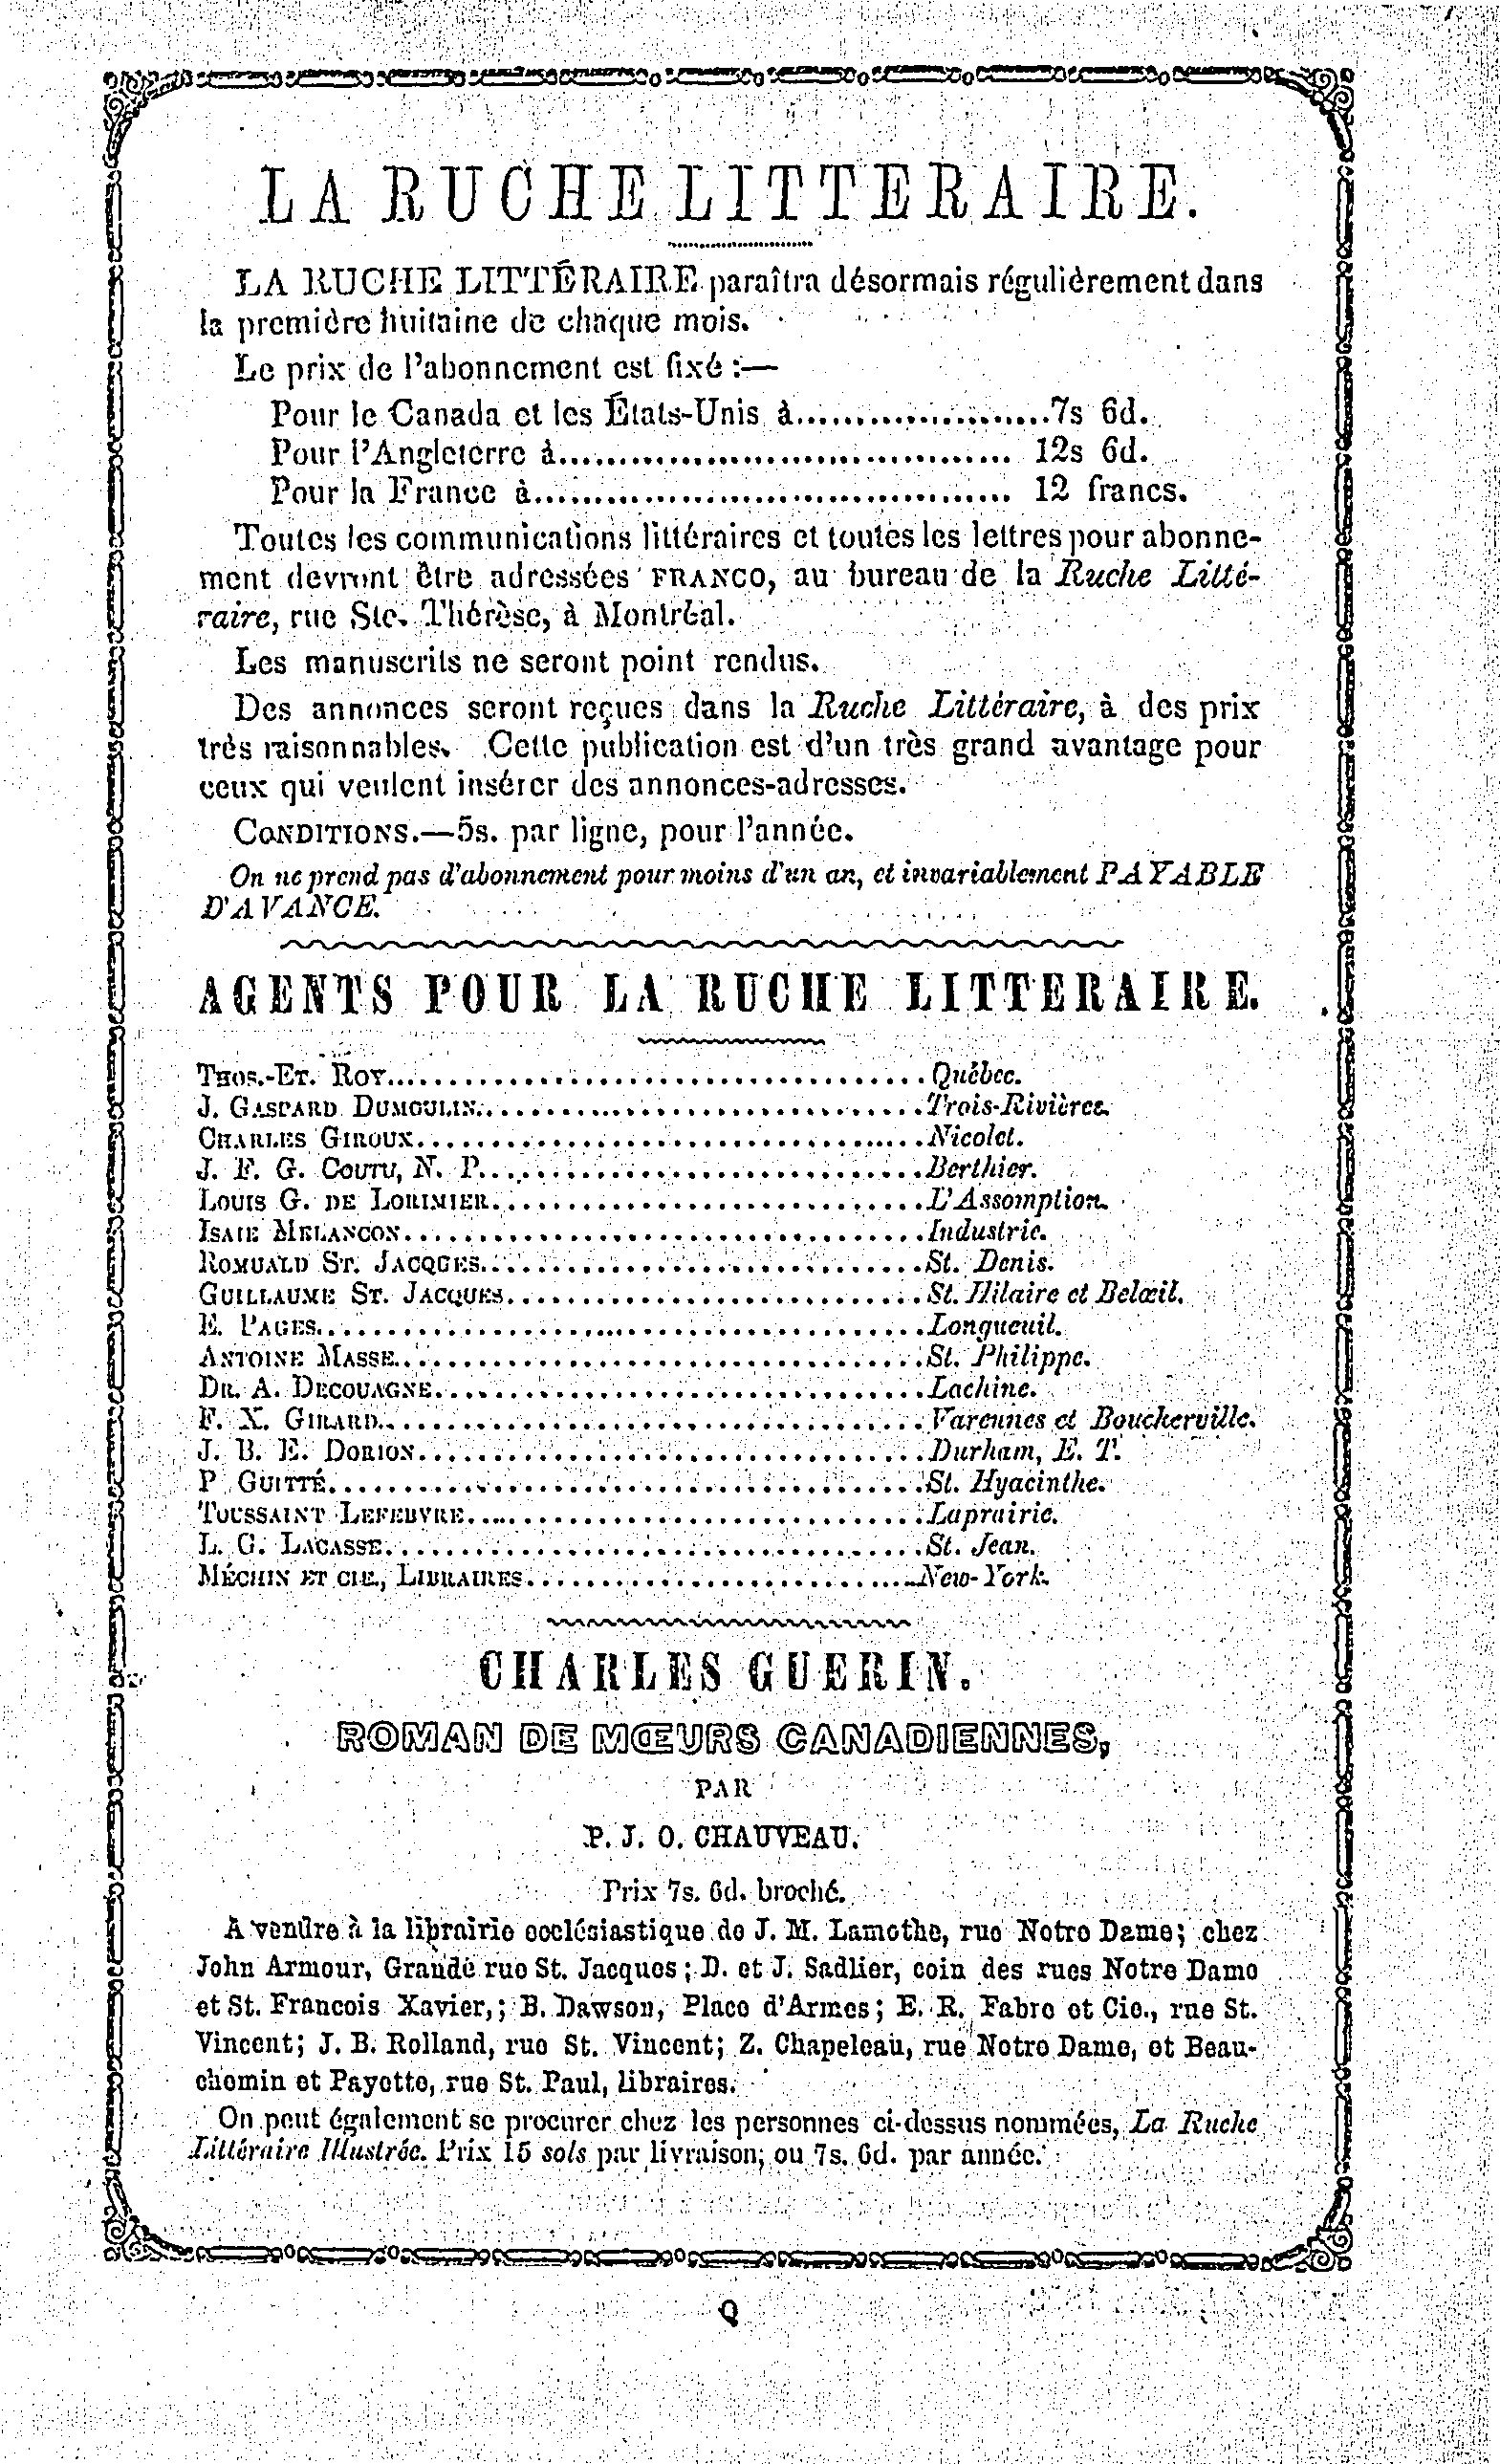 LA RUCHE LITTERAIRE.
LA RUCHE LITTÉRAIRE paraîtra désormais régulièrement dans
la première huitaine de chaque mois.
Le prix de l'abonnement est fixé :—
Pour le Canada et les États-Unis à.....................7s 6d.
Pour l'Angleterre à..................................... 12s 6d.
Pour la France à....................................... 12 francs.
Toutes les communications littéraires et toutes les lettres pour abonne-
ment devront être adressées FRANCO, au bureau de la Ruche Litté-
raire, rue Ste. Thérèse, à Montréal.
Les manuscrits ne seront point rendus.
Des annonces seront reçues dans la Ruche Littéraire, à des prix
très raisonnables. Cette publication est d'un très grand avantage pour
ceux qui veulent insérer des annonces-adresses.
CONDITIONS.—5s. par ligne, pour l'année.
On ne prend pas d'abonnement pour moins d'un an, et invariablement PAYABLE
D'AVANCE.
AGENTS POUR LA RUCHE LITTERAIRE.
THOS.-ET. ROY...................................Québec.
J. GASPARD DUMOULIN.............................Trois-Rivières.
CHARLES GIROUX..................................Nicolet.
J. F. G. COUTU, N. P............................Berthier.
LOUIS G. DE LORIMIER............................L'Assomption.
ISAIE MELANCON..................................Industrie.
ROMUALD ST. JACQUES.............................St. Denis.
GUILLAUME ST. JACQUES...........................St. Hilaire et Belœil.
E. PAGES........................................Longueuil.
ANTOINE MASSE...................................St. Philippe.
DR. A. DECOUAGNE................................Lachine.
F. X. GIRARD....................................Varennes et Boucherville.
J. B. E. DORION.................................Durham, E. T.
P GUITTÉ........................................St. Hyacinthe.
TOUSSAINT LEFEBVRE..............................Laprairie.
L. G. LACASSE...................................St. Jean.
MÉCHIN ET CIE., LIBRAIRES.......................New-York.
CHARLES GUERIN.
ROMAN DE MŒURS CANADIENNES,
PAR
P. J. O. CHAUVEAU.
Prix 7s. 6d. broché.
A vendre à la librairie ecclésiastique de J. M. Lamothe, rue Notre Dame; chez
John Armour, Grande rue St. Jacques; D. et J. Sadlier, coin des rues Notre Dame
et St. Francois Xavier,; B. Dawson, Place d'Armes; E. R. Fabre et Cie., rue St.
Vincent; J. B. Rolland, rue St. Vincent; Z. Chapeleau, rue Notre Dame, et Beau-
chemin et Payette, rue St. Paul, libraires.
On peut également se procurer chez les personnes ci-dessus nommées, La Ruche
Littéraire Illustrée. Prix 15 sols par livraison, ou 7s. 6d. par année.
Q